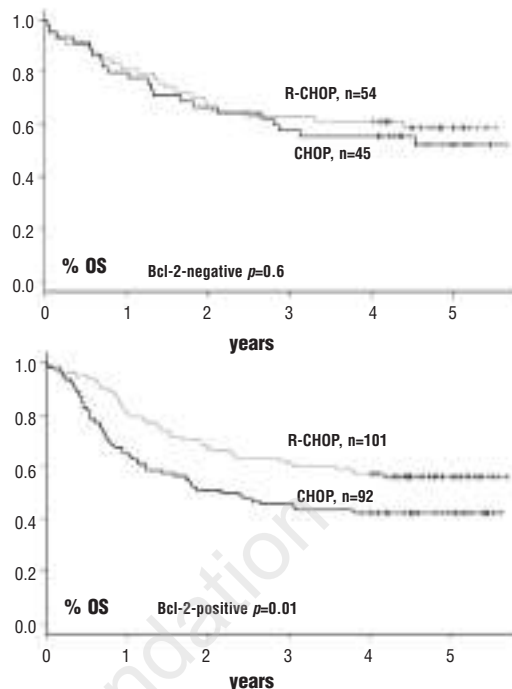 1.0
0.8
R-CHOP, n=54
0.6
CHOP, n=45
0.4
0.2
% OS
Bcl-2-negative p=0.6
0.0
0 1 2 3 4 5
years
1.0
0.8
R-CHOP, n=101
0.6
CHOP, n=92
0.4
0.2
% OS
Bcl-2-positive p=0.01
0.0
0 1 2 3 4 5
years